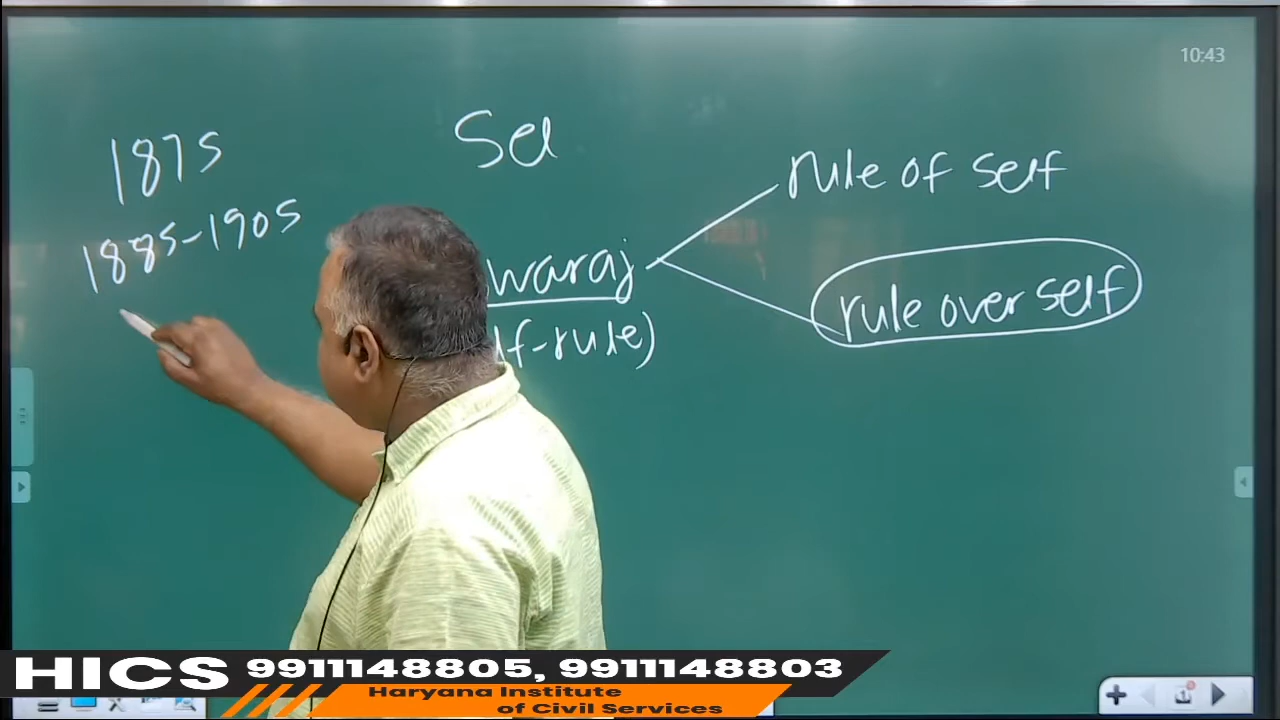 10:43
1875
1885-1905
Sel
waraj
lf-rule)
rule of self
rule over self
HICS 9911148805, 9911148803
Haryana Institute
of Civil Services